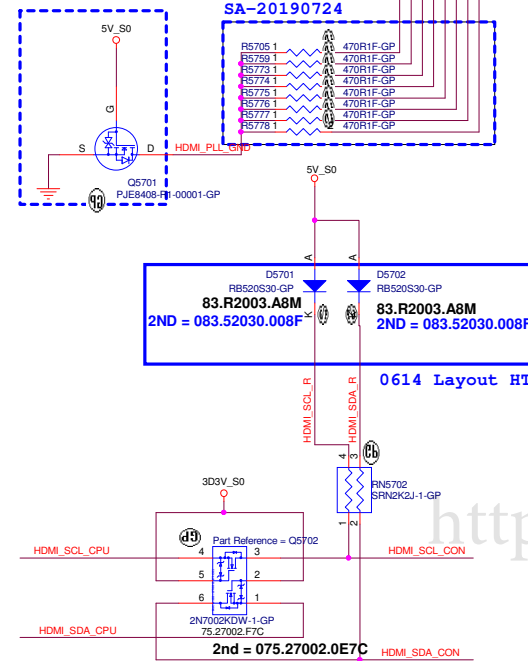 SA-20190724
5V_S0
R5705 1 470R1F-GP
R5759 1 470R1F-GP
R5773 1 470R1F-GP
R5774 1 470R1F-GP
R5775 1 470R1F-GP
R5776 1 470R1F-GP
R5777 1 470R1F-GP
R5778 1 470R1F-GP
G
S D HDMI_PLL_GND
Q5701
PJE8408-R1-00001-GP
5V_S0
A A
D5701 D5702
RB520S30-GP RB520S30-GP
83.R2003.A8M 83.R2003.A8M
K
2ND = 083.52030.008F 2ND = 083.52030.008F
0614 Layout HT
HDMI_SCL_R
HDMI_SDA_R
4 3
RN5702
SRN2K2J-1-GP
1 2
3D3V_S0
http
Part Reference = Q5702
HDMI_SCL_CPU 4 3 HDMI_SCL_CON
5 2
6 1
2N7002KDW-1-GP
75.27002.F7C
HDMI_SDA_CPU
2nd = 075.27002.0E7C HDMI_SDA_CON